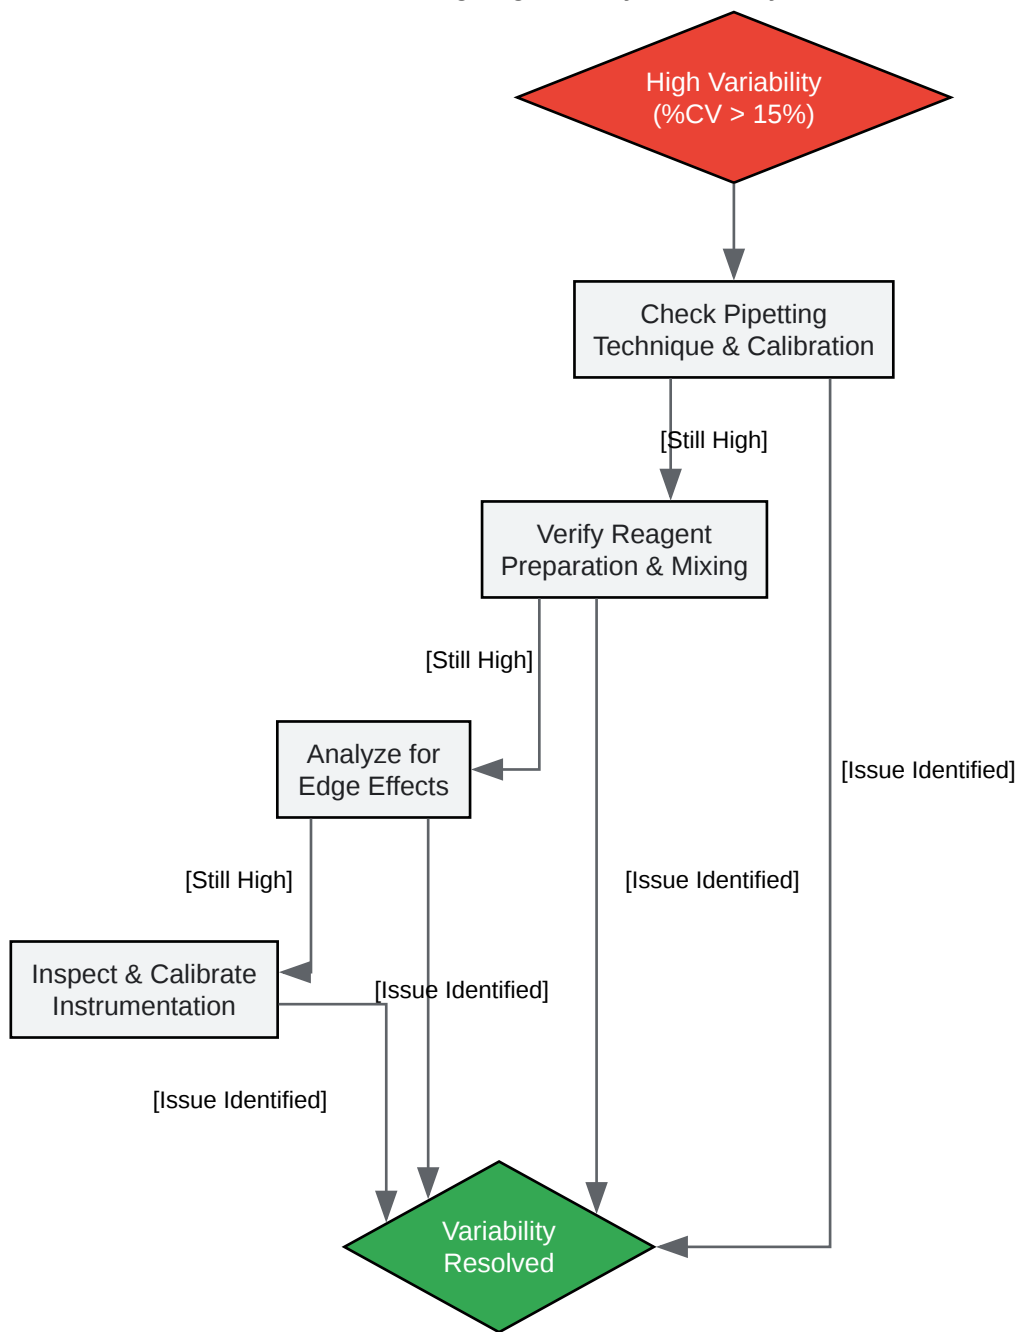 High Variability
(%CV > 15%)
Check Pipetting
Technique & Calibration
[Still High]
Verify Reagent
Preparation & Mixing
[Still High]
Analyze for
Edge Effects
[Issue Identified]
[Still High]
[Issue Identified]
Inspect & Calibrate
Instrumentation
[Issue Identified]
[Issue Identified]
Variability
Resolved